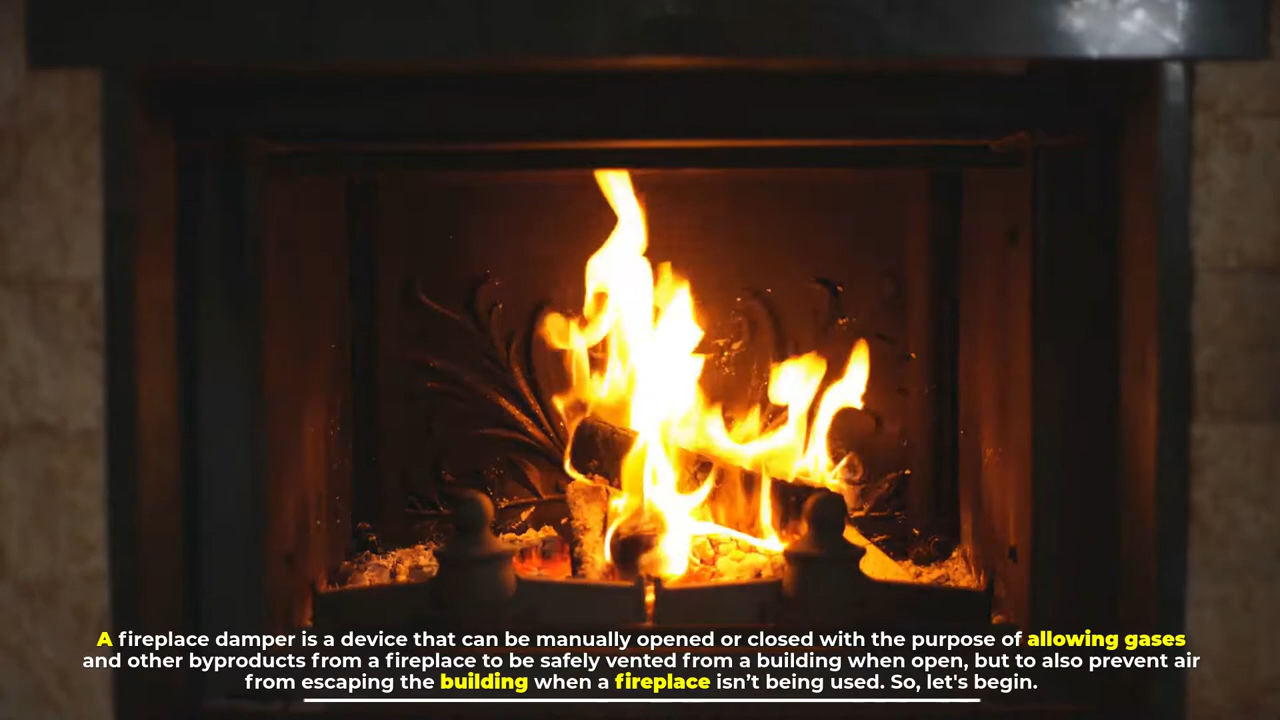 A fireplace damper is a device that can be manually opened or closed with the purpose of allowing gases
and other byproducts from a fireplace to be safely vented from a building when open, but to also prevent air
from escaping the building when a fireplace isn’t being used. So, let's begin.